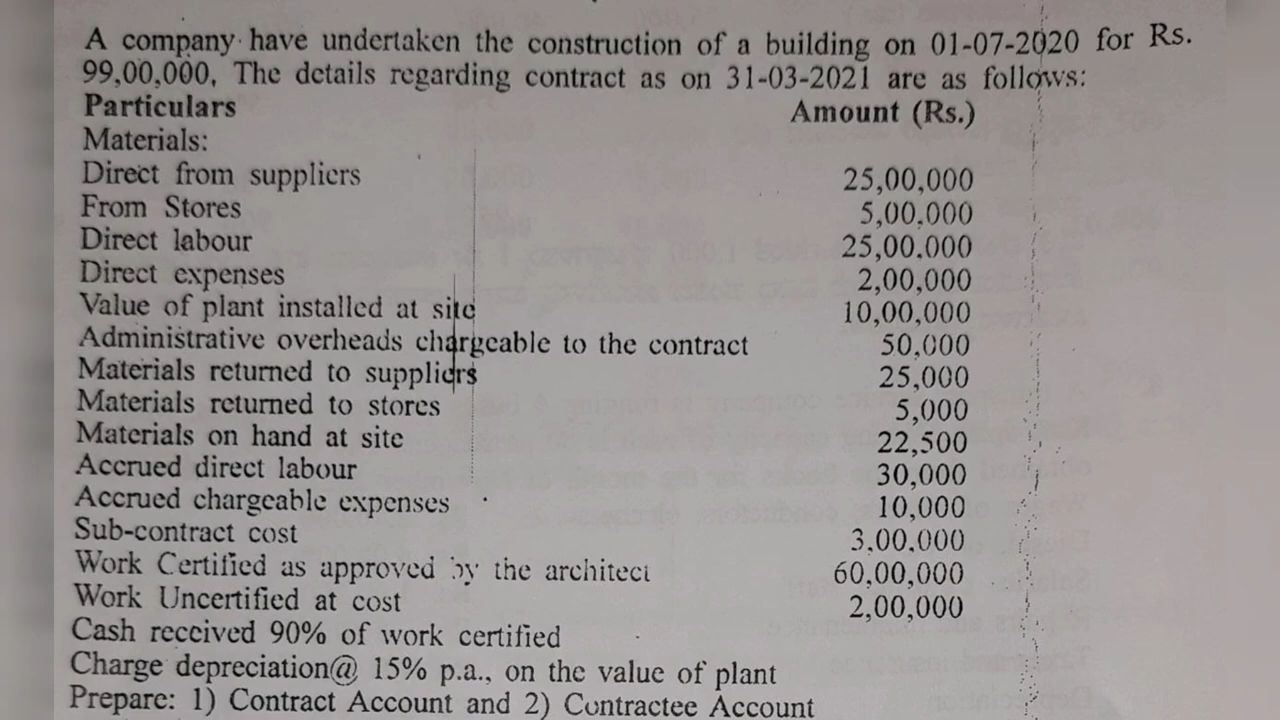 A company have undertaken the construction of a building on 01-07-2020 for Rs.
99,00,000, The details regarding contract as on 31-03-2021 are as follows:
Particulars Amount (Rs.)
Materials:
Direct from suppliers 25,00,000
From Stores 5,00,000
Direct labour 25,00,000
Direct expenses 2,00,000
Value of plant installed at site 10,00,000
Administrative overheads chargeable to the contract 50,000
Materials returned to suppliers 25,000
Materials returned to stores 5,000
Materials on hand at site 22,500
Accrued direct labour 30,000
Accrued chargeable expenses 10,000
Sub-contract cost 3,00,000
Work Certified as approved by the architect 60,00,000
Work Uncertified at cost 2,00,000
Cash received 90% of work certified
Charge depreciation@ 15% p.a., on the value of plant
Prepare: 1) Contract Account and 2) Contractee Account